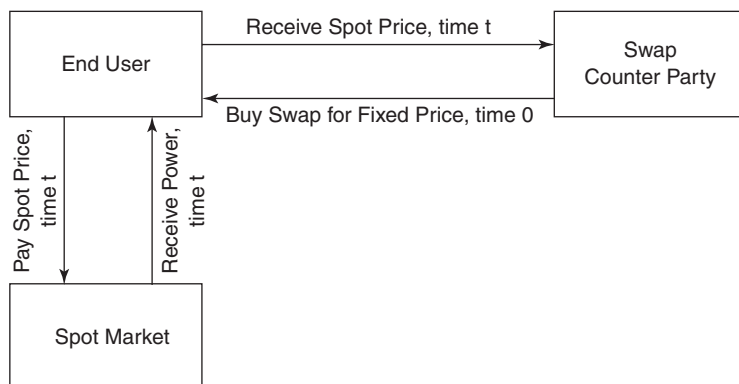 End User
Receive Spot Price, time t
Swap
Counter Party
Buy Swap for Fixed Price, time 0
Pay Spot Price,
time t
Receive Power,
time t
Spot Market